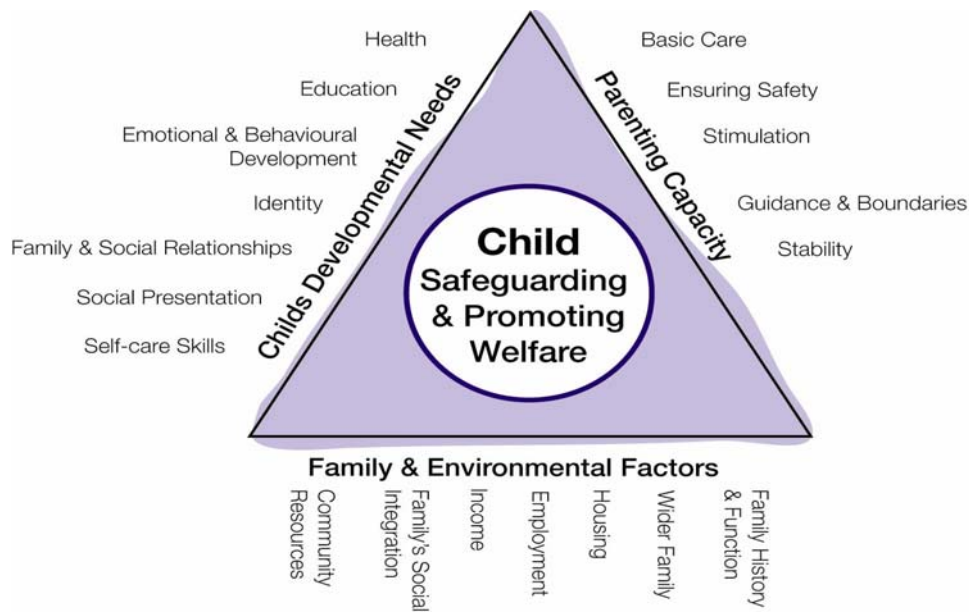 Health
Education
Emotional & Behavioural
Development
Identity
Family & Social Relationships
Social Presentation
Self-care Skills
Childs Developmental Needs
Basic Care
Ensuring Safety
Stimulation
Guidance & Boundaries
Stability
Parenting Capacity
Child
Safeguarding
& Promoting
Welfare
Family & Environmental Factors
Community
Resources
Family's Social
Integration
Income
Employment
Housing
Wider Family
Family History
& Function